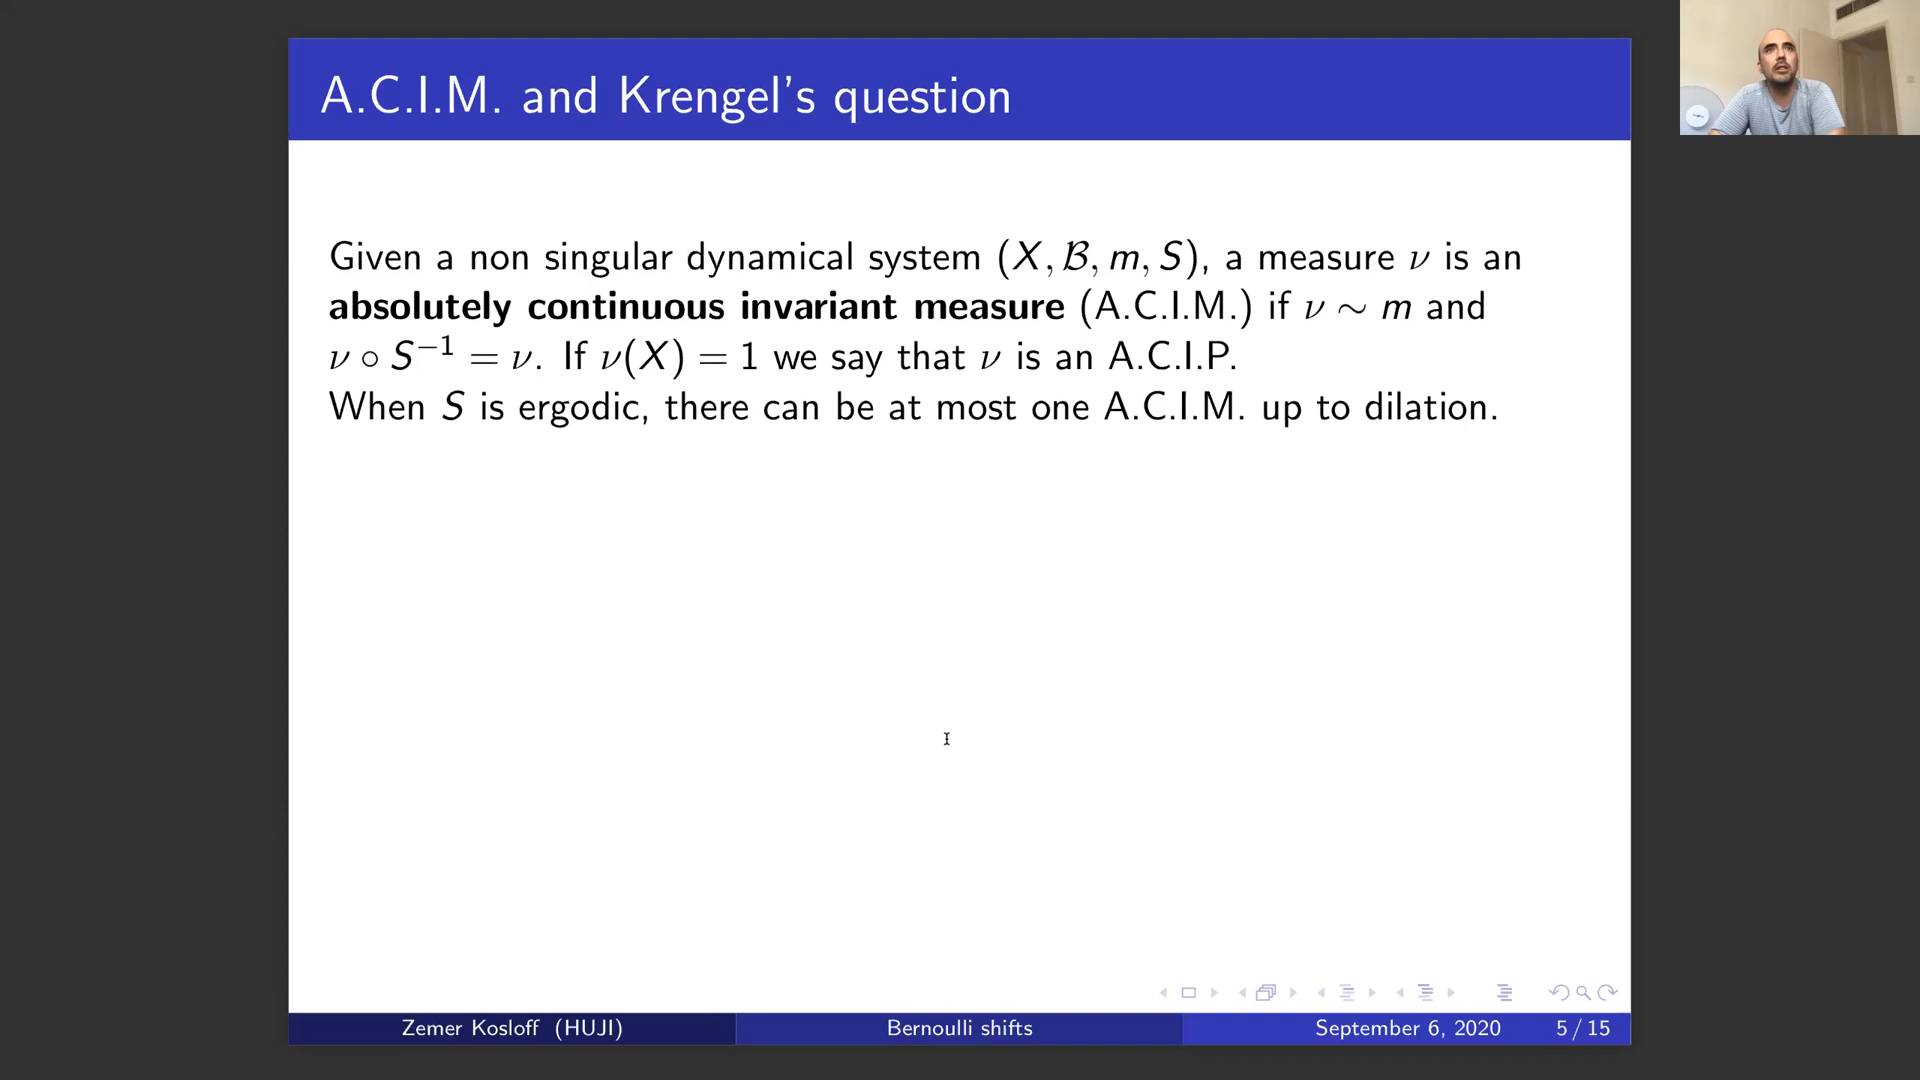 A.C.I.M. and Krengel's question
Given a non singular dynamical system (X, ℬ, m, S), a measure ν is an
absolutely continuous invariant measure (A.C.I.M.) if ν ∼ m and
ν ∘ S⁻¹ = ν. If ν(X) = 1 we say that ν is an A.C.I.P.
When S is ergodic, there can be at most one A.C.I.M. up to dilation.
Zemer Kosloff (HUJI) Bernoulli shifts September 6, 2020 5 / 15